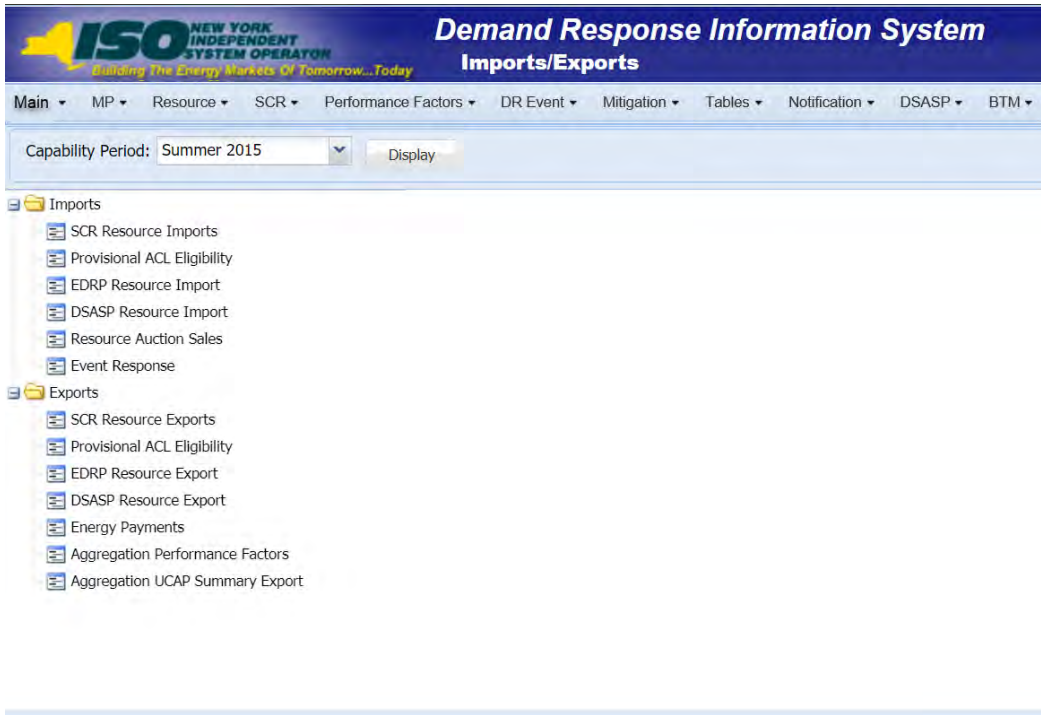 ISO NEW YORK INDEPENDENT SYSTEM OPERATOR
Building The Energy Markets Of Tomorrow...Today
Demand Response Information System
Imports/Exports
Main MP Resource SCR Performance Factors DR Event Mitigation Tables Notification DSASP BTM
Capability Period: Summer 2015 Display
Imports
SCR Resource Imports
Provisional ACL Eligibility
EDRP Resource Import
DSASP Resource Import
Resource Auction Sales
Event Response
Exports
SCR Resource Exports
Provisional ACL Eligibility
EDRP Resource Export
DSASP Resource Export
Energy Payments
Aggregation Performance Factors
Aggregation UCAP Summary Export